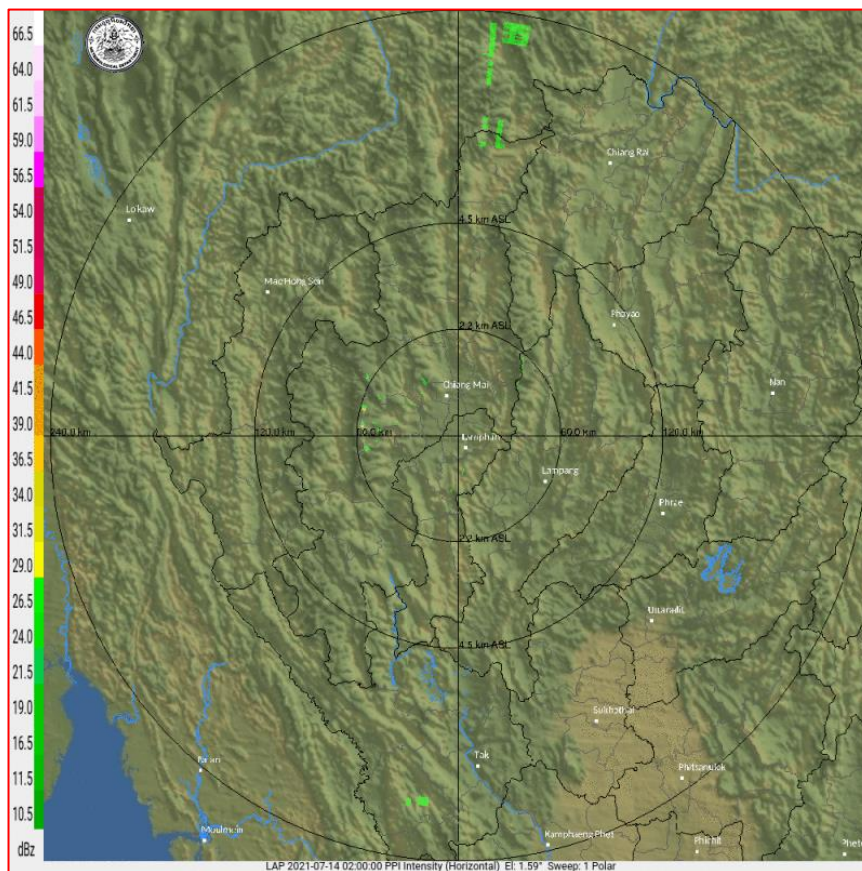 66.5
64.0
61.5
59.0
56.5
54.0
51.5
49.0
46.5
44.0
41.5
39.0
36.5
34.0
31.5
29.0
26.5
24.0
21.5
19.0
16.5
11.5
10.5
dBz
Chiang Rai
Loikaw
4.5 km ASL
Mae Hong Son
Phayao
2.2 km ASL
Chiang Mai
Nan
240.0 km
120.0 km
60.0 km
60.0 km
120.0 km
Lamphun
Lampang
Phrae
2.2 km ASL
Uttaradit
4.5 km ASL
Sukhothai
Tak
Phitsanulok
Pa-an
Moulmein
Kamphaeng Phet
Phichit
Phetc
LAP 2021-07-14 02:00:00 PPI Intensity (Horizontal) El: 1.59° Sweep: 1 Polar